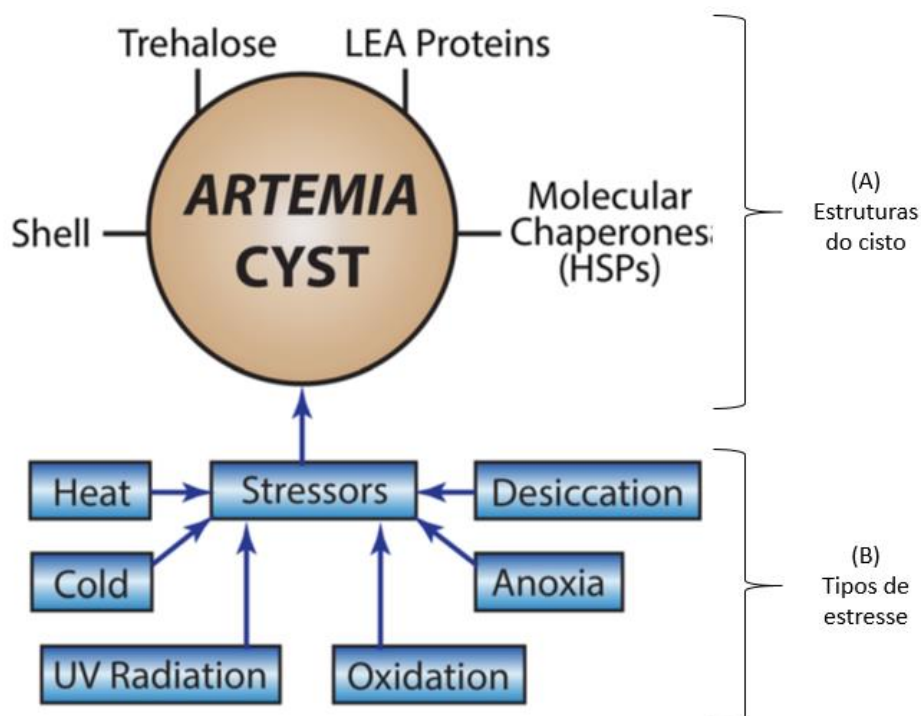 Trehalose
LEA Proteins
ARTEMIA
CYST
Shell
Molecular
Chaperones
(HSPs)
(A)
Estruturas
do cisto
Heat
Stressors
Desiccation
Cold
Anoxia
UV Radiation
Oxidation
(B)
Tipos de
estresse